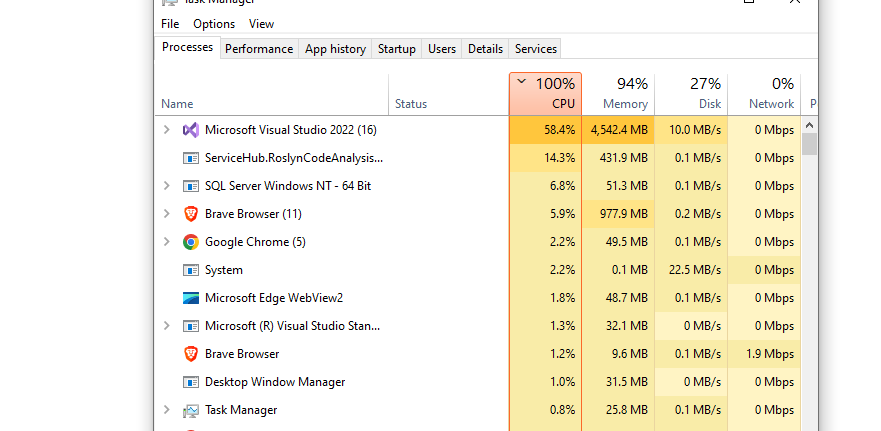 Task Manager
File Options View
Processes Performance App history Startup Users Details Services
100% 94% 27% 0%
Name Status CPU Memory Disk Network P
Microsoft Visual Studio 2022 (16) 58.4% 4,542.4 MB 10.0 MB/s 0 Mbps
ServiceHub.RoslynCodeAnalysis... 14.3% 431.9 MB 0.1 MB/s 0 Mbps
SQL Server Windows NT - 64 Bit 6.8% 51.3 MB 0.1 MB/s 0 Mbps
Brave Browser (11) 5.9% 977.9 MB 0.2 MB/s 0 Mbps
Google Chrome (5) 2.2% 49.5 MB 0.1 MB/s 0 Mbps
System 2.2% 0.1 MB 22.5 MB/s 0 Mbps
Microsoft Edge WebView2 1.8% 48.7 MB 0.1 MB/s 0 Mbps
Microsoft (R) Visual Studio Stan... 1.3% 32.1 MB 0 MB/s 0 Mbps
Brave Browser 1.2% 9.6 MB 0.1 MB/s 1.9 Mbps
Desktop Window Manager 1.0% 31.5 MB 0 MB/s 0 Mbps
Task Manager 0.8% 25.8 MB 0.1 MB/s 0 Mbps